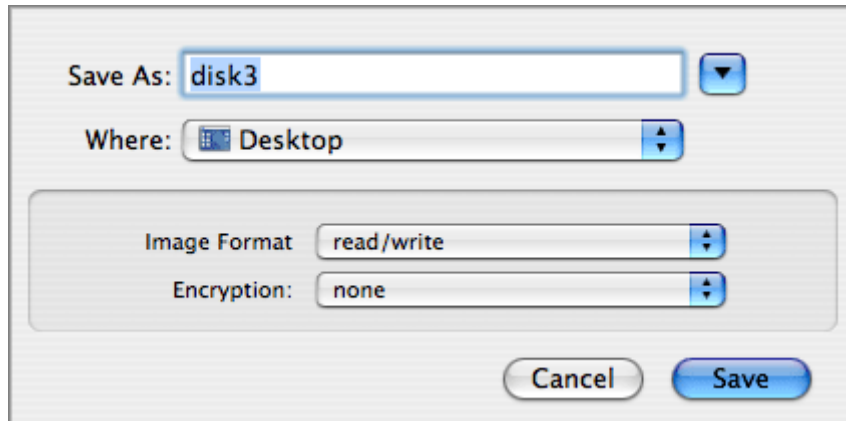 Save As: disk3
Where: Desktop
Image Format read/write
Encryption: none
Cancel Save